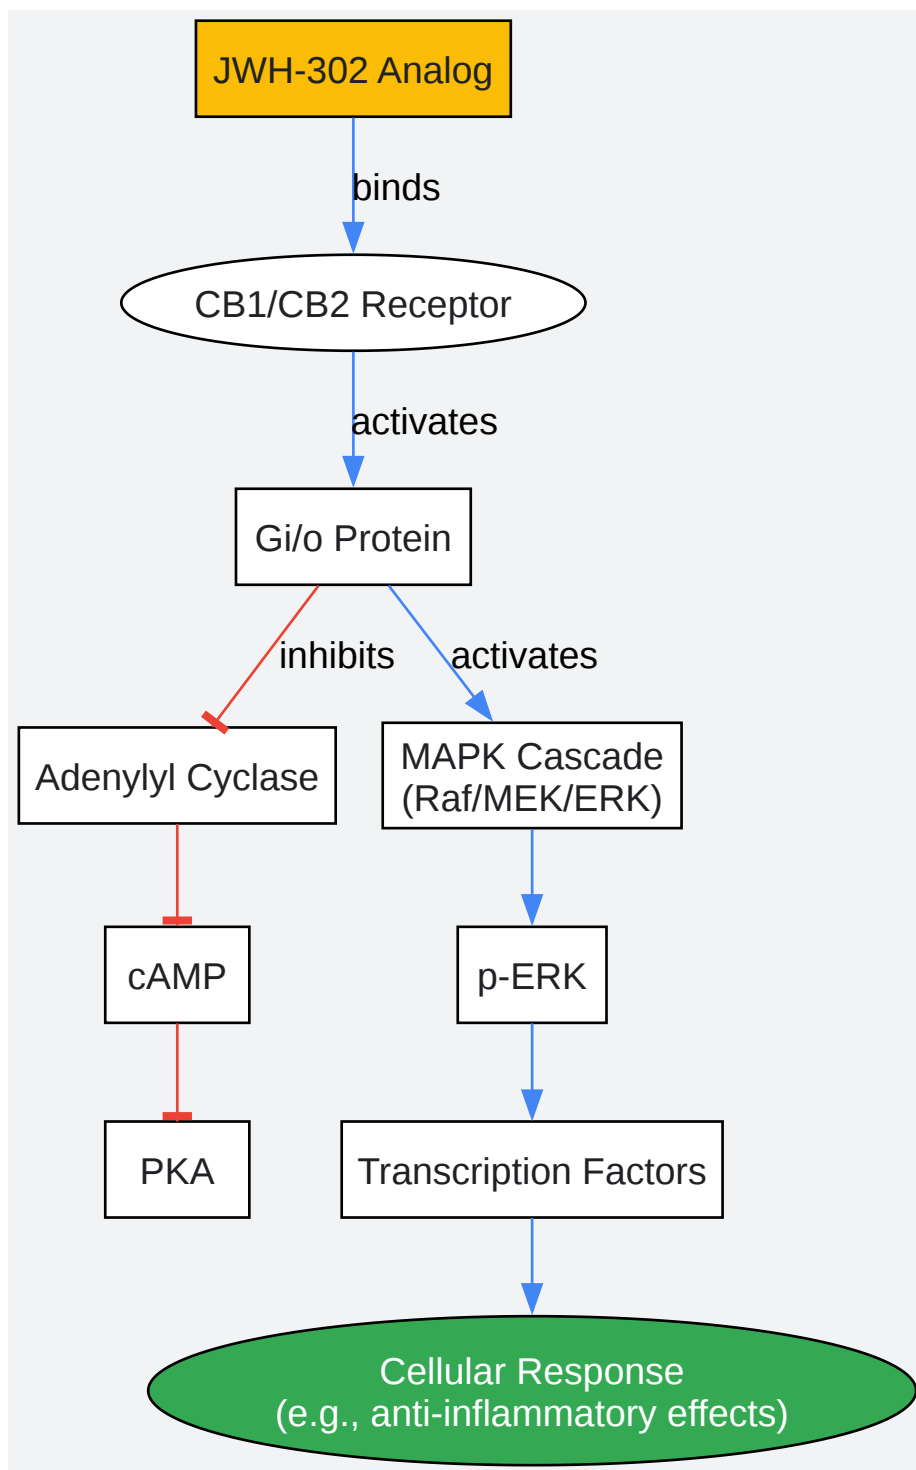 JWH-302 Analog
binds
CB1/CB2 Receptor
activates
Gi/o Protein
inhibits
activates
Adenylyl Cyclase
MAPK Cascade
(Raf/MEK/ERK)
cAMP
p-ERK
PKA
Transcription Factors
Cellular Response
(e.g., anti-inflammatory effects)